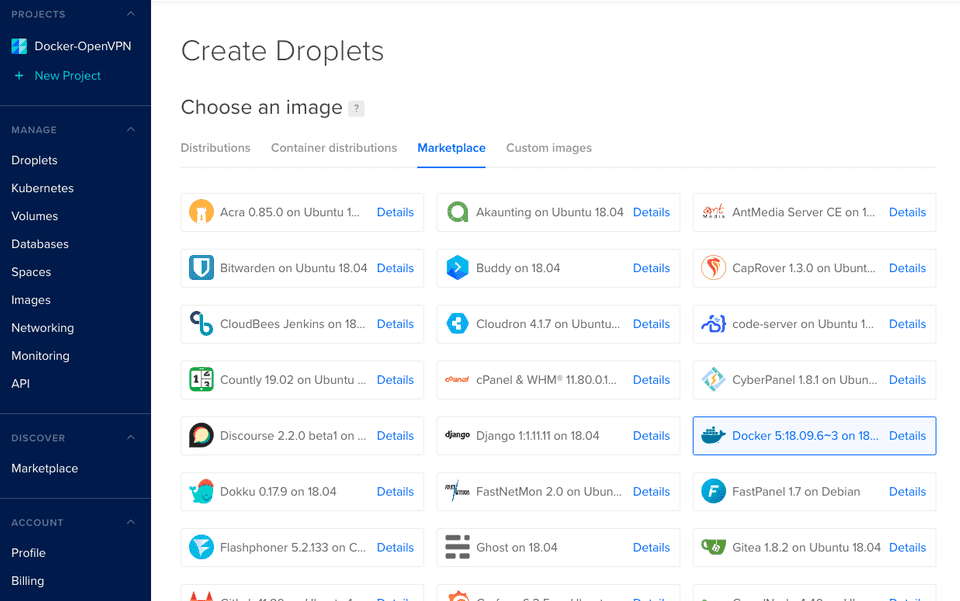 PROJECTS
Docker-OpenVPN
+ New Project
MANAGE
Droplets
Kubernetes
Volumes
Databases
Spaces
Images
Networking
Monitoring
API
DISCOVER
Marketplace
ACCOUNT
Profile
Billing
Create Droplets
Choose an image ?
Distributions Container distributions Marketplace Custom images
Acra 0.85.0 on Ubuntu 1... Details Akaunting on Ubuntu 18.04 Details ant Media AntMedia Server CE on 1... Details
Bitwarden on Ubuntu 18.04 Details Buddy on 18.04 Details CapRover 1.3.0 on Ubunt... Details
CloudBees Jenkins on 18... Details Cloudron 4.1.7 on Ubuntu... Details code-server on Ubuntu 1... Details
Countly 19.02 on Ubuntu ... Details cPanel cPanel & WHM® 11.80.0.1... Details CyberPanel 1.8.1 on Ubun... Details
Discourse 2.2.0 beta1 on ... Details django Django 1:1.11.11 on 18.04 Details Docker 5:18.09.6~3 on 18... Details
Dokku 0.17.9 on 18.04 Details FastNetMon 2.0 on Ubun... Details F FastPanel 1.7 on Debian Details
Flashphoner 5.2.133 on C... Details Ghost on 18.04 Details Gitea 1.8.2 on Ubuntu 18.04 Details